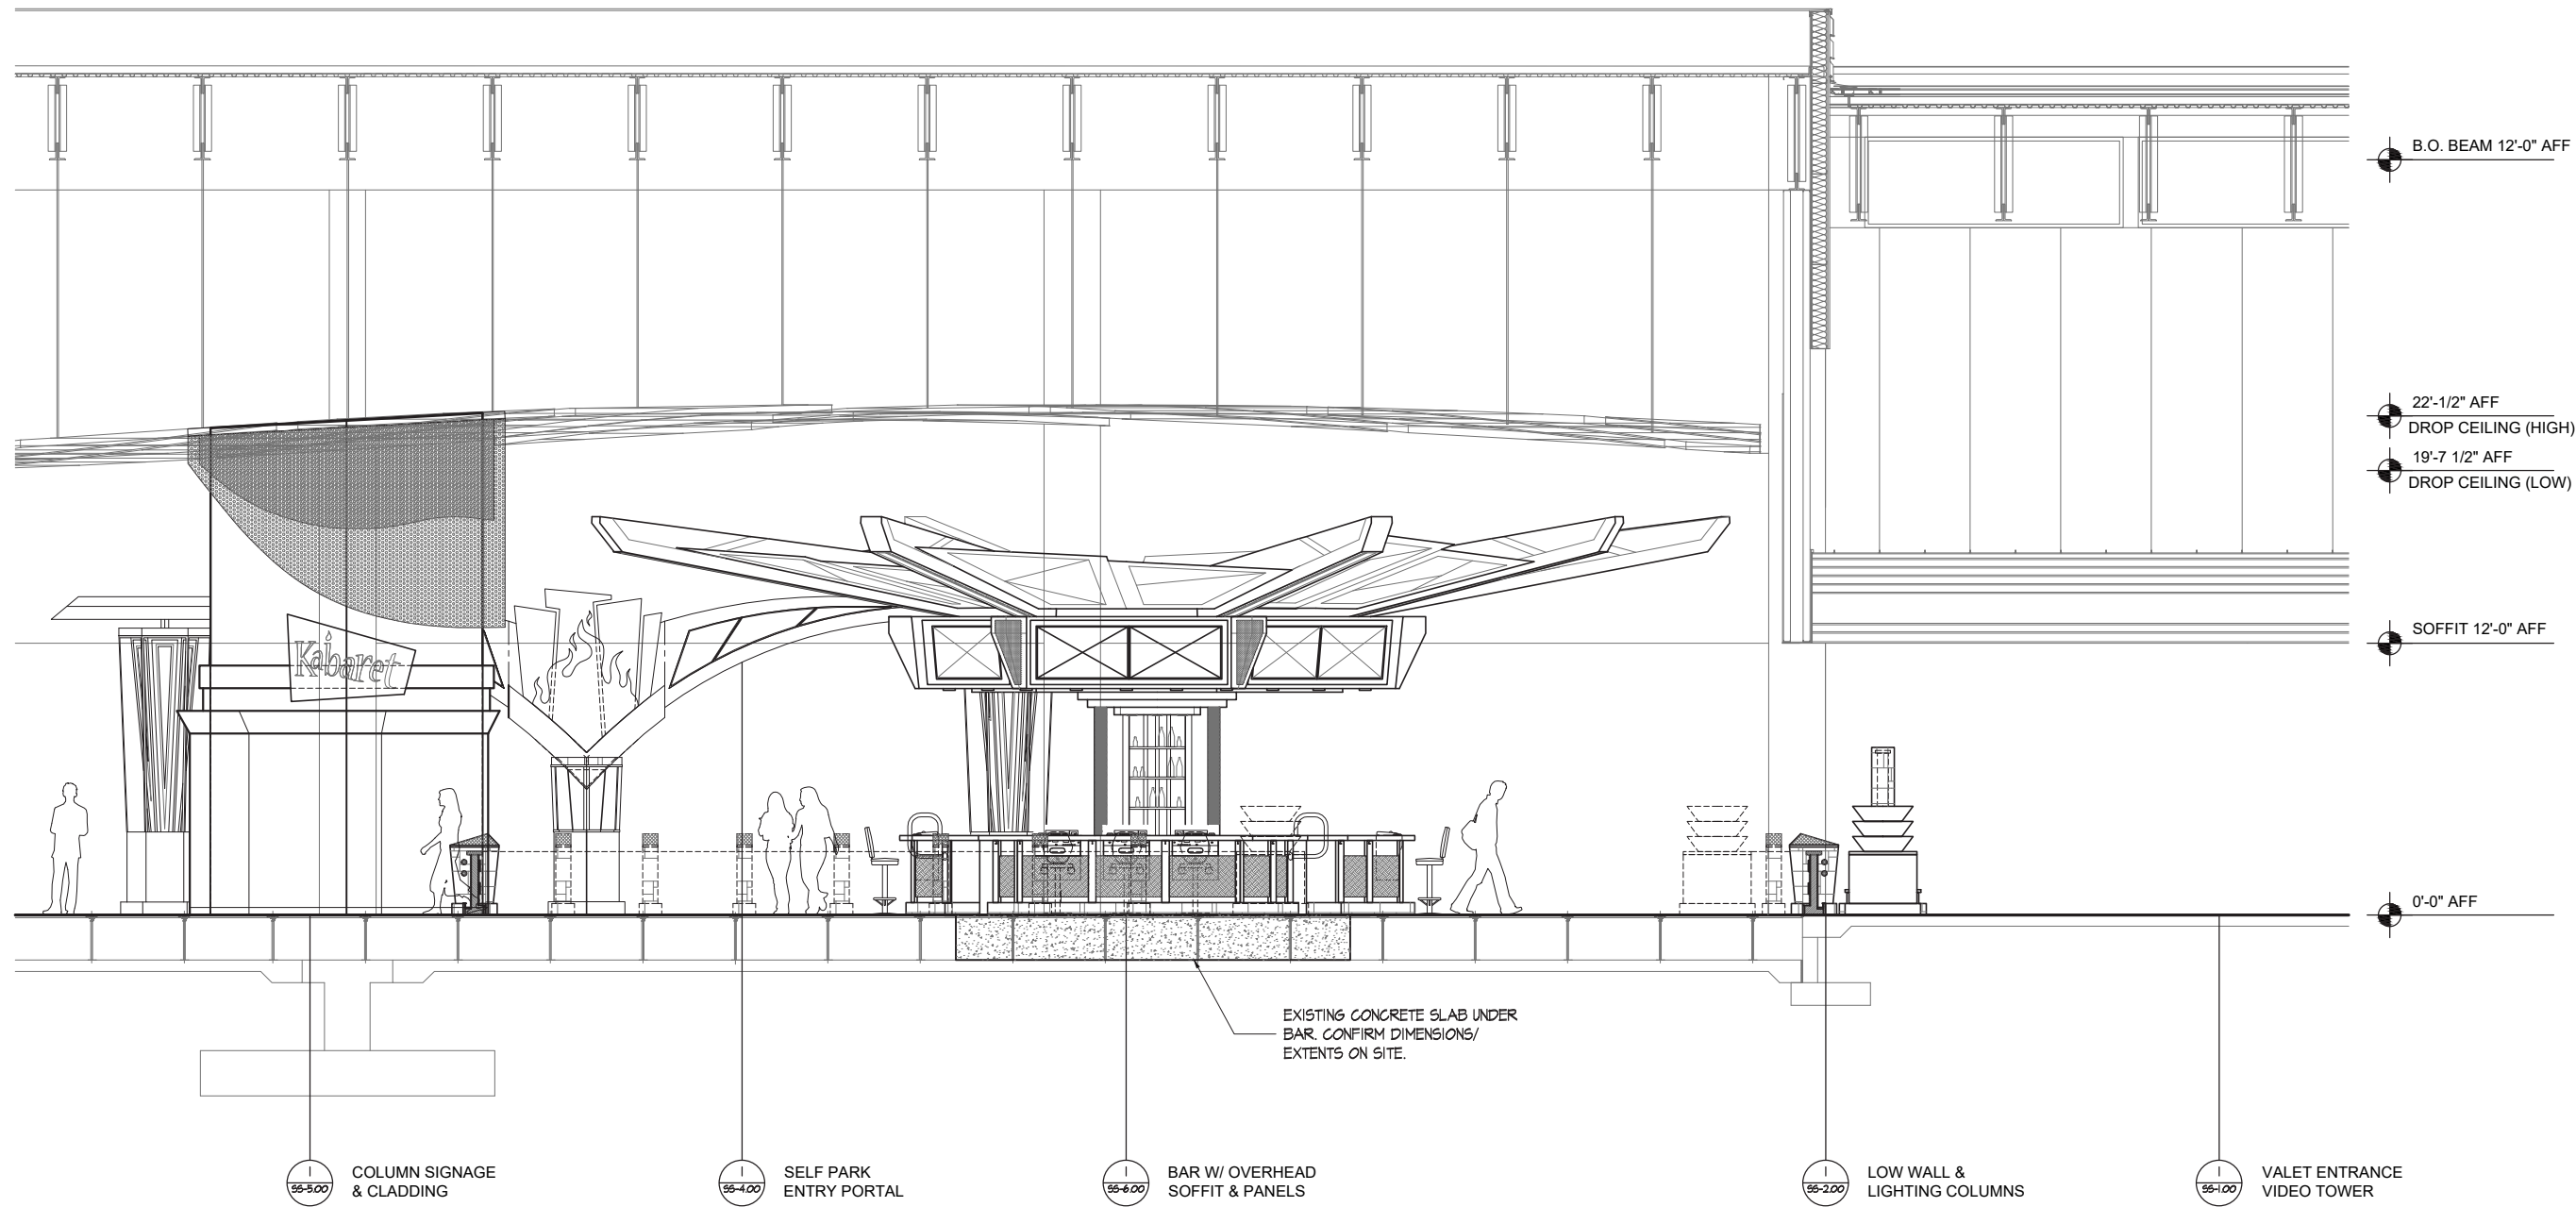 B.O. BEAM 12'-0" AFF
22'-1/2" AFF
DROP CEILING (HIGH)
19'-7 1/2" AFF
DROP CEILING (LOW)
SOFFIT 12'-0" AFF
Kabaret
0'-0" AFF
EXISTING CONCRETE SLAB UNDER
BAR. CONFIRM DIMENSIONS/
EXTENTS ON SITE.
1
SS-5.00
COLUMN SIGNAGE
& CLADDING
1
SS-4.00
SELF PARK
ENTRY PORTAL
1
SS-6.00
BAR W/ OVERHEAD
SOFFIT & PANELS
1
SS-2.00
LOW WALL &
LIGHTING COLUMNS
1
SS-1.00
VALET ENTRANCE
VIDEO TOWER